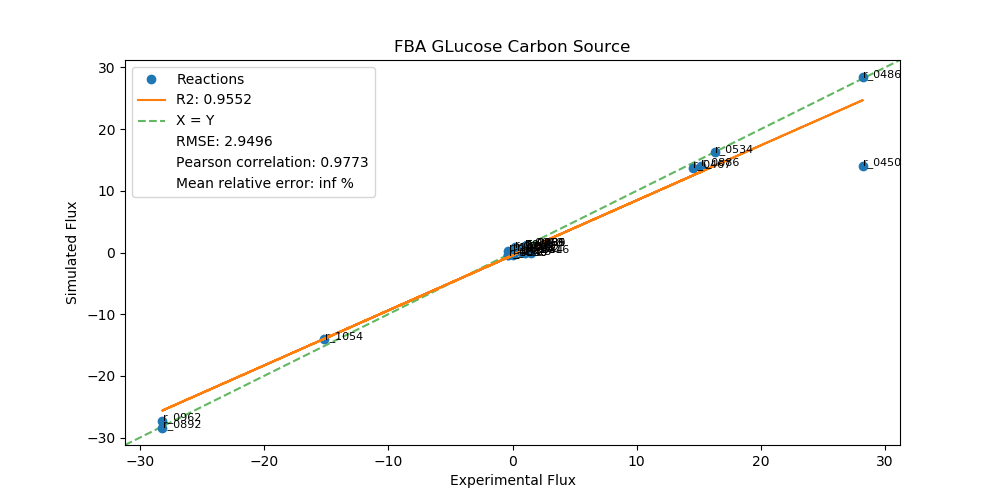 FBA GLucose Carbon Source
Reactions
R2: 0.9552
X = Y
RMSE: 2.9496
Pearson correlation: 0.9773
Mean relative error: inf %
Simulated Flux
30
20
10
0
−10
−20
−30
r_0486
r_0534
r_0450
r_1054
r_0962
r_0892
−30
−20
−10
0
10
20
30
Experimental Flux